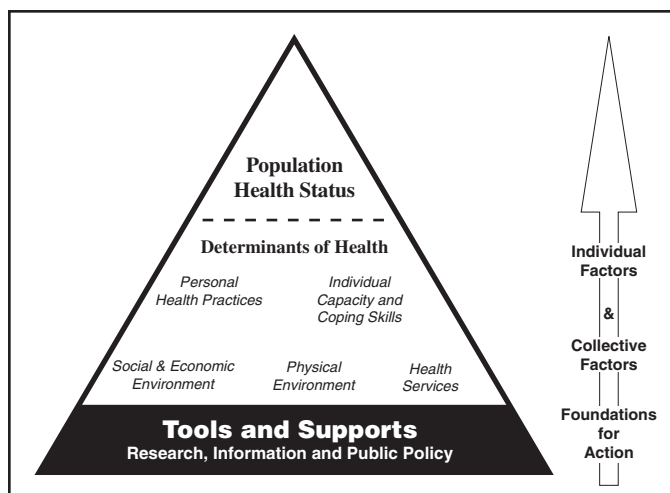 Population
Health Status
Determinants of Health
Personal
Health Practices
Individual
Capacity and
Coping Skills
Social & Economic
Environment
Physical
Environment
Health
Services
Tools and Supports
Research, Information and Public Policy
Individual
Factors
&
Collective
Factors
Foundations
for
Action